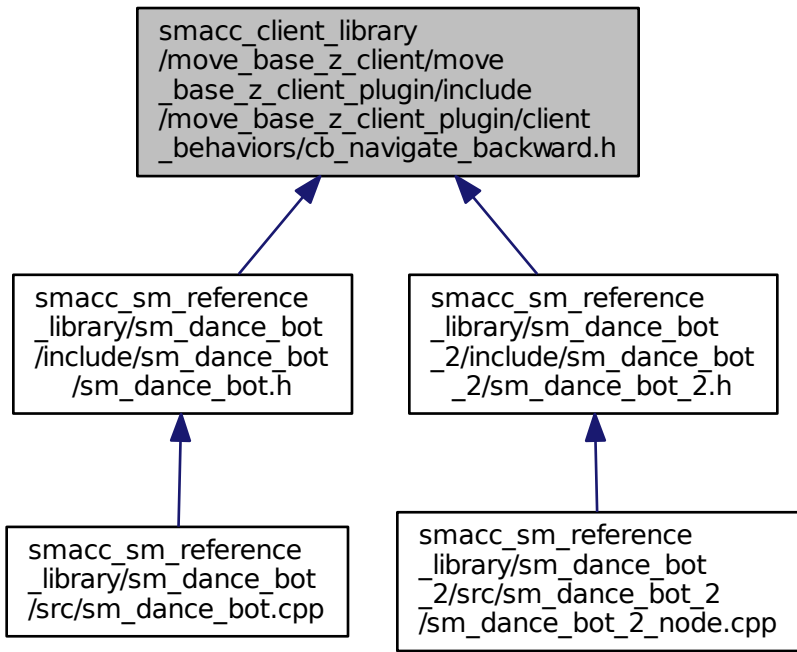 smacc_client_library
/move_base_z_client/move
_base_z_client_plugin/include
/move_base_z_client_plugin/client
_behaviors/cb_navigate_backward.h
smacc_sm_reference
_library/sm_dance_bot
/include/sm_dance_bot
/sm_dance_bot.h
smacc_sm_reference
_library/sm_dance_bot
_2/include/sm_dance_bot
_2/sm_dance_bot_2.h
smacc_sm_reference
_library/sm_dance_bot
/src/sm_dance_bot.cpp
smacc_sm_reference
_library/sm_dance_bot
_2/src/sm_dance_bot_2
/sm_dance_bot_2_node.cpp